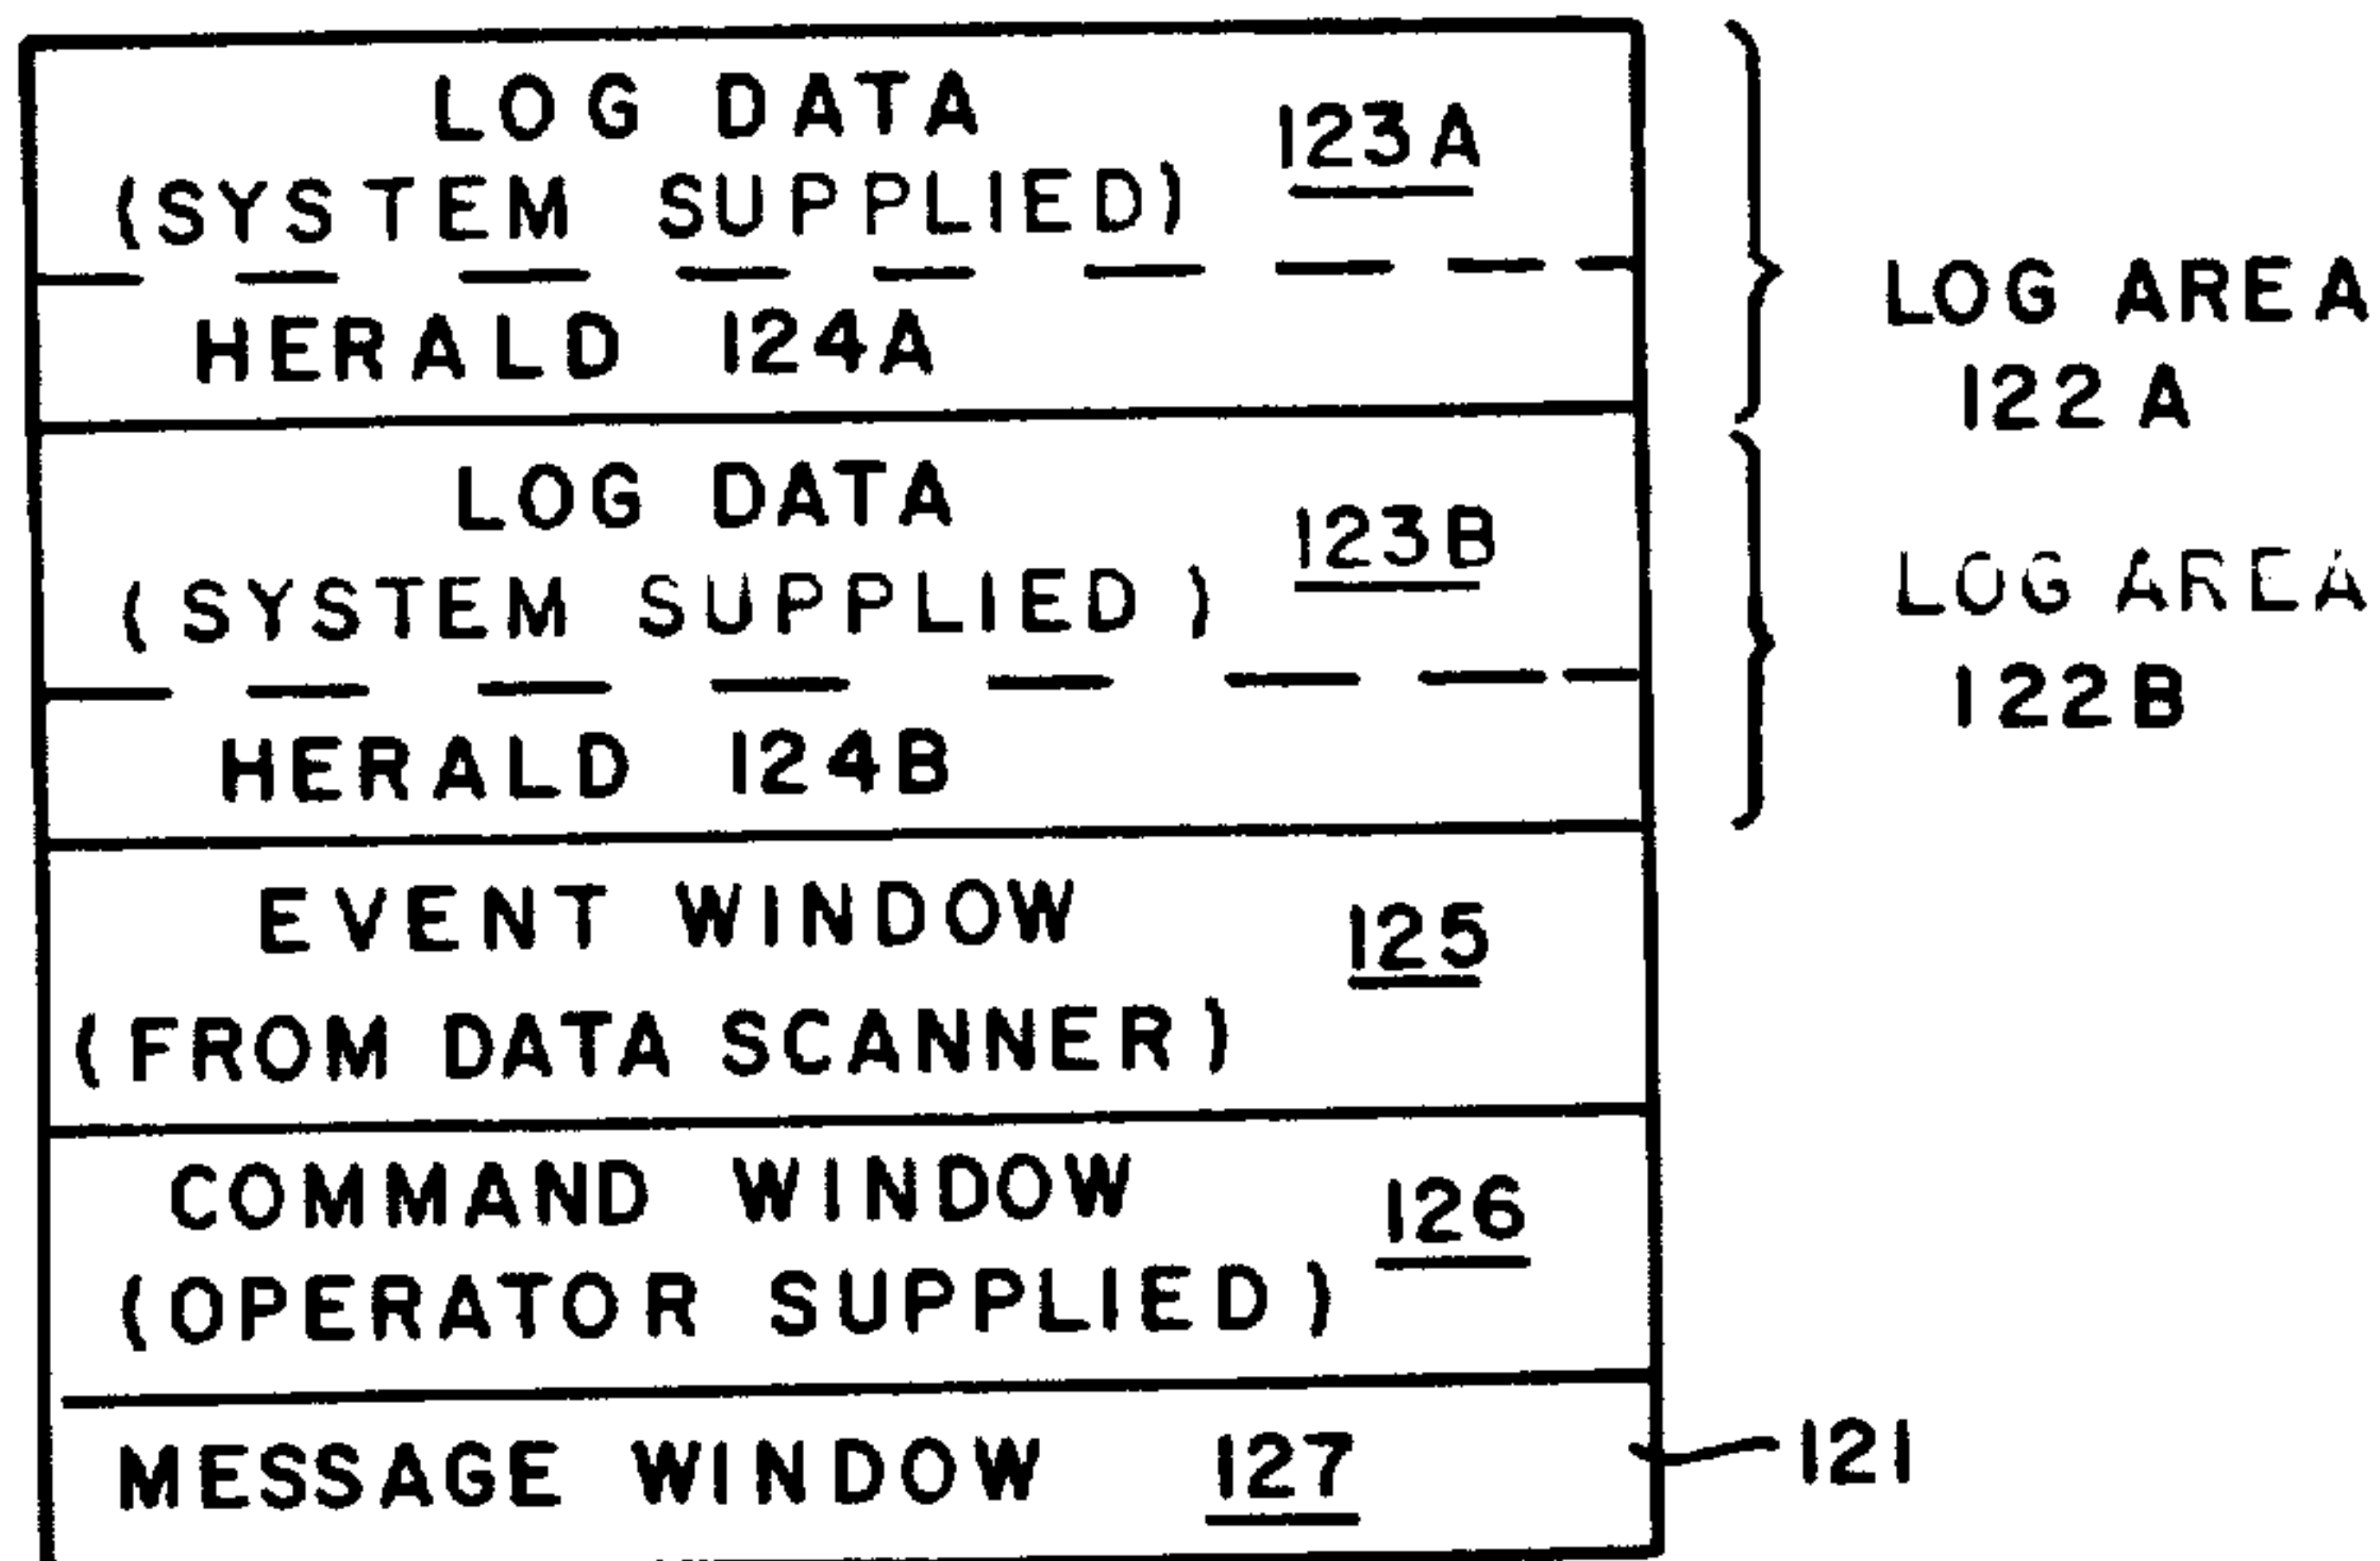 LOG DATA
(SYSTEM SUPPLIED) 123A
HERALD 124A
LOG AREA
122A
LOG DATA
(SYSTEM SUPPLIED) 123B
HERALD 124B
LOG AREA
122B
EVENT WINDOW 125
(FROM DATA SCANNER)
COMMAND WINDOW 126
(OPERATOR SUPPLIED)
MESSAGE WINDOW 127
121